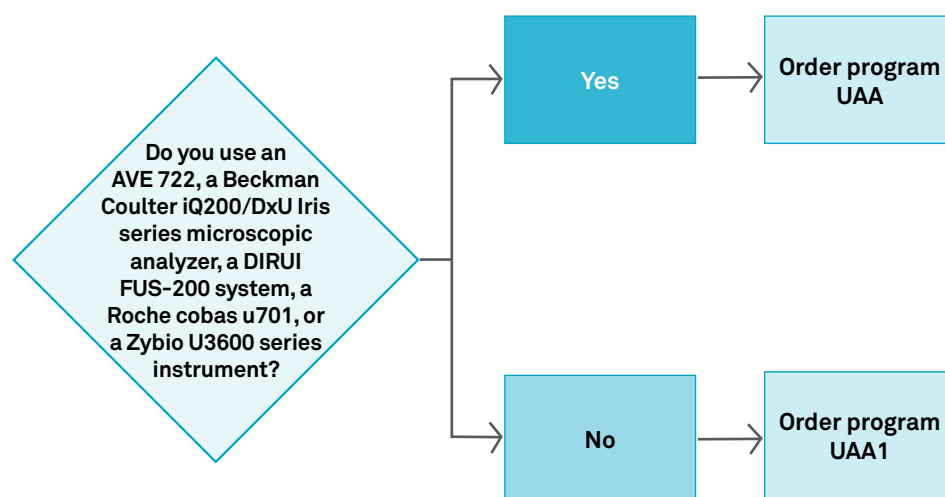 Do you use an
AVE 722, a Beckman
Coulter iQ200/DxU Iris
series microscopic
analyzer, a DIRUI
FUS-200 system, a
Roche cobas u701, or
a Zybio U3600 series
instrument?
Yes
Order program
UAA
No
Order program
UAA1